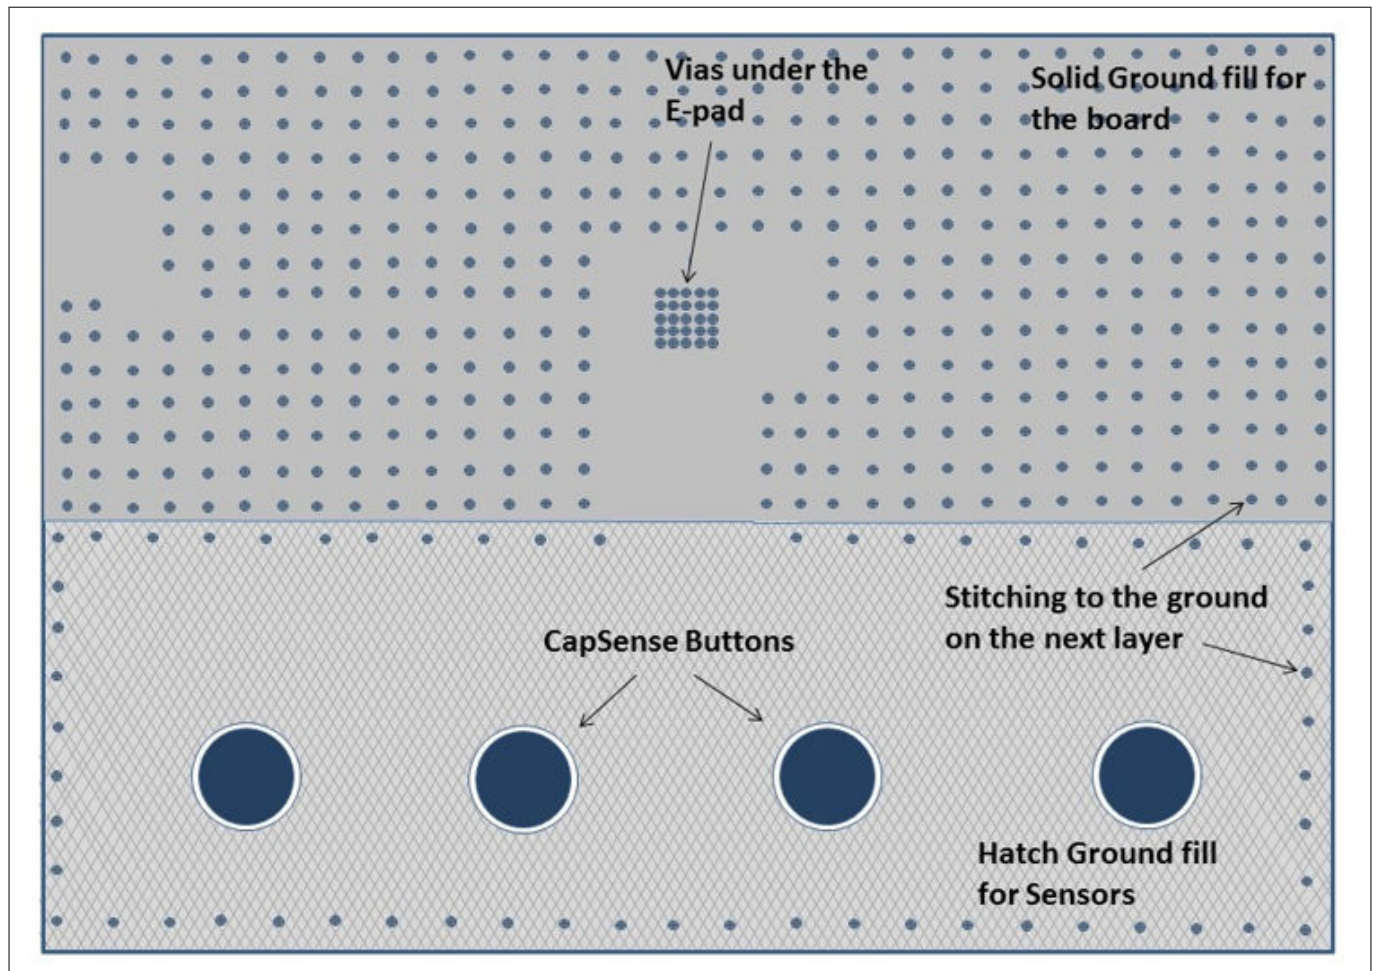 Vias under the
E-pad
Solid Ground fill for
the board
Stitching to the ground
on the next layer
CapSense Buttons
Hatch Ground fill
for Sensors